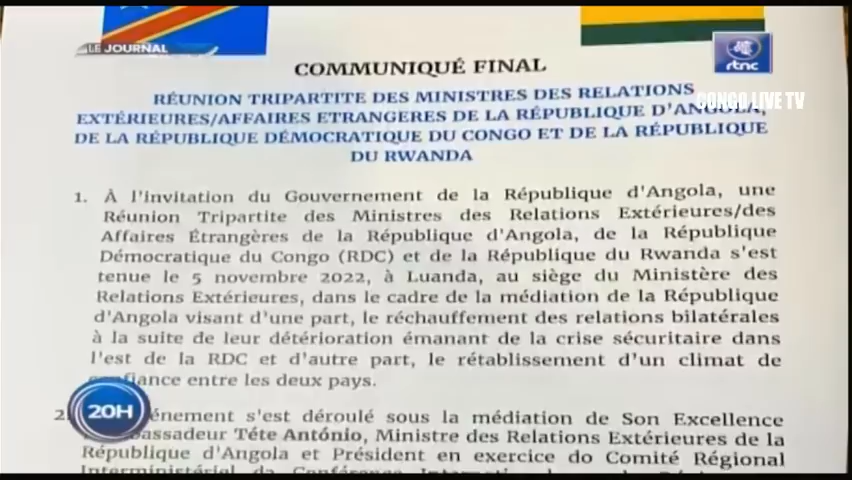 LE JOURNAL
rtnc
CONGO LIVE TV
COMMUNIQUÉ FINAL
RÉUNION TRIPARTITE DES MINISTRES DES RELATIONS
EXTÉRIEURES/AFFAIRES ETRANGERES DE LA RÉPUBLIQUE D'ANGOLA,
DE LA RÉPUBLIQUE DÉMOCRATIQUE DU CONGO ET DE LA RÉPUBLIQUE
DU RWANDA
1. À l'invitation du Gouvernement de la République d'Angola, une
Réunion Tripartite des Ministres des Relations Extérieures/des
Affaires Étrangères de la République d'Angola, de la République
Démocratique du Congo (RDC) et de la République du Rwanda s'est
tenue le 5 novembre 2022, à Luanda, au siège du Ministère des
Relations Extérieures, dans le cadre de la médiation de la République
d'Angola visant d'une part, le réchauffement des relations bilatérales
à la suite de leur détérioration émanant de la crise sécuritaire dans
l'est de la RDC et d'autre part, le rétablissement d'un climat de
confiance entre les deux pays.
20H
2. événement s'est déroulé sous la médiation de Son Excellence
Téte António, Ministre des Relations Extérieures de la
République d'Angola et Président en exercice du Comité Régional
Interministériel